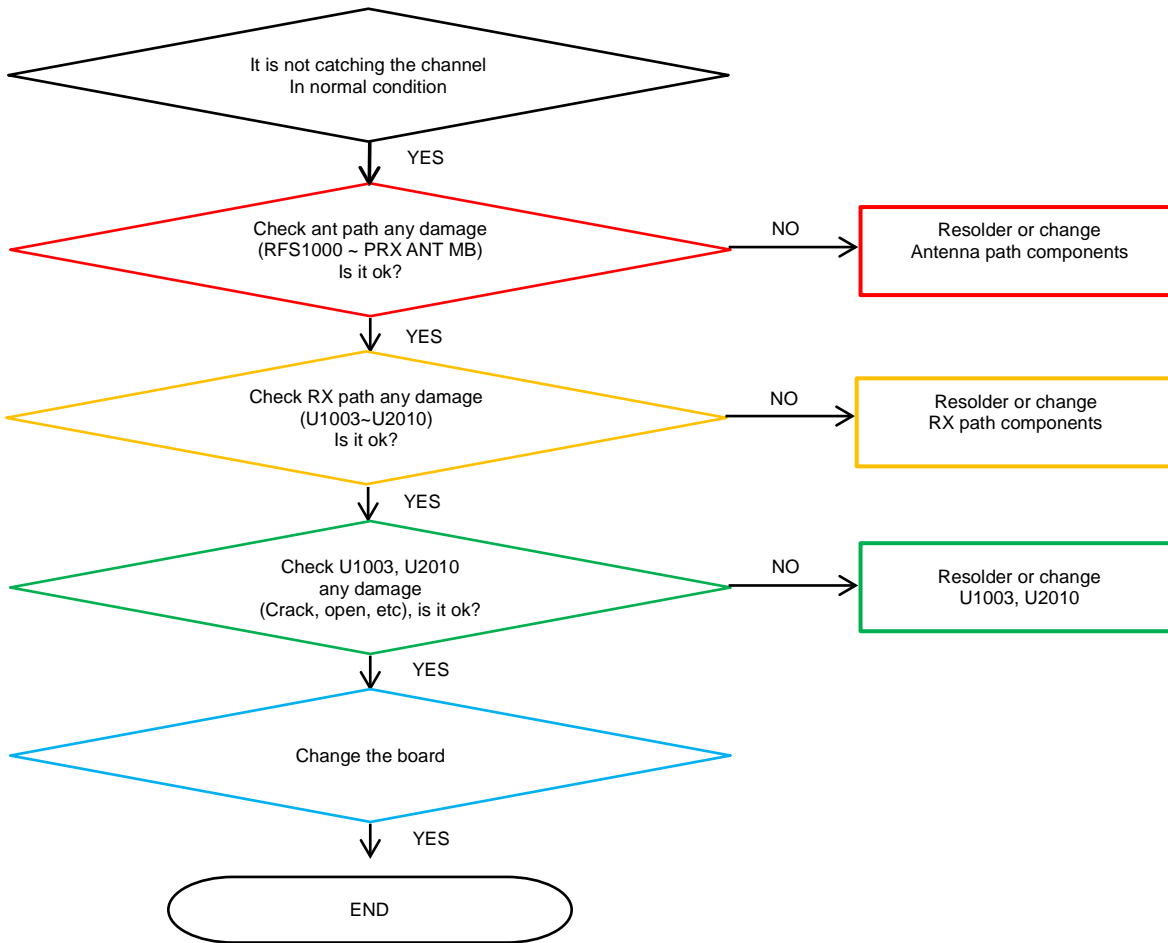 It is not catching the channel
In normal condition
YES
Check ant path any damage
(RFS1000 ~ PRX ANT MB)
Is it ok?
NO
Resolder or change
Antenna path components
YES
Check RX path any damage
(U1003~U2010)
Is it ok?
NO
Resolder or change
RX path components
YES
Check U1003, U2010
any damage
(Crack, open, etc), is it ok?
NO
Resolder or change
U1003, U2010
YES
Change the board
YES
END